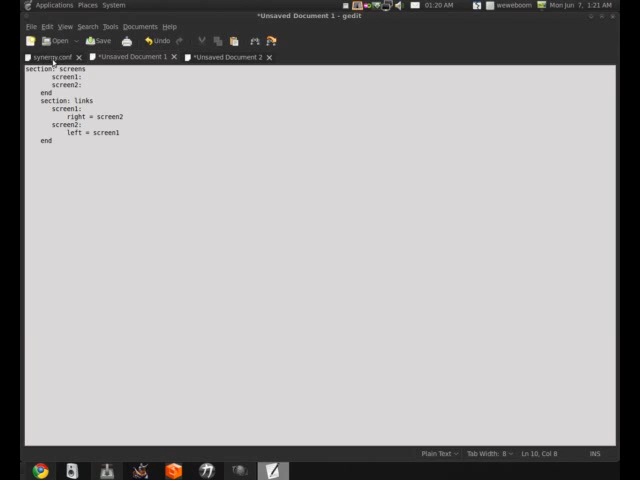 Applications Places System 01:20 AM weweboom Mon Jun 7, 1:21 AM
*Unsaved Document 1 - gedit
File Edit View Search Tools Documents Help
Open Save Undo
synergy.conf *Unsaved Document 1 *Unsaved Document 2
section: screens
screen1:
screen2:
end
section: links
screen1:
right = screen2
screen2:
left = screen1
end
Plain Text Tab Width: 8 Ln 10, Col 8 INS